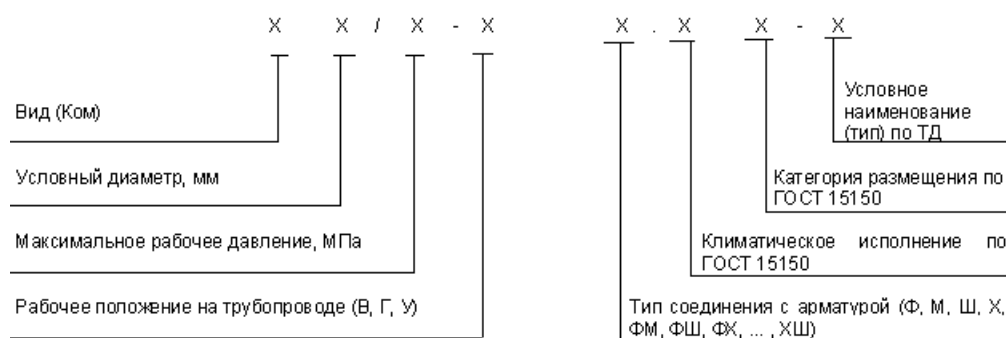 Х Х / Х - Х Х . Х Х - Х
Условное
наименование
(тип) по ТД
Вид (Ком)
Условный диаметр, мм
Категория размещения по
ГОСТ 15150
Максимальное рабочее давление, МПа
Климатическое исполнение по
ГОСТ 15150
Рабочее положение на трубопроводе (В, Г, У)
Тип соединения с арматурой (Ф, М, Ш, Х,
ФМ, ФШ, ФХ, ... , ХШ)